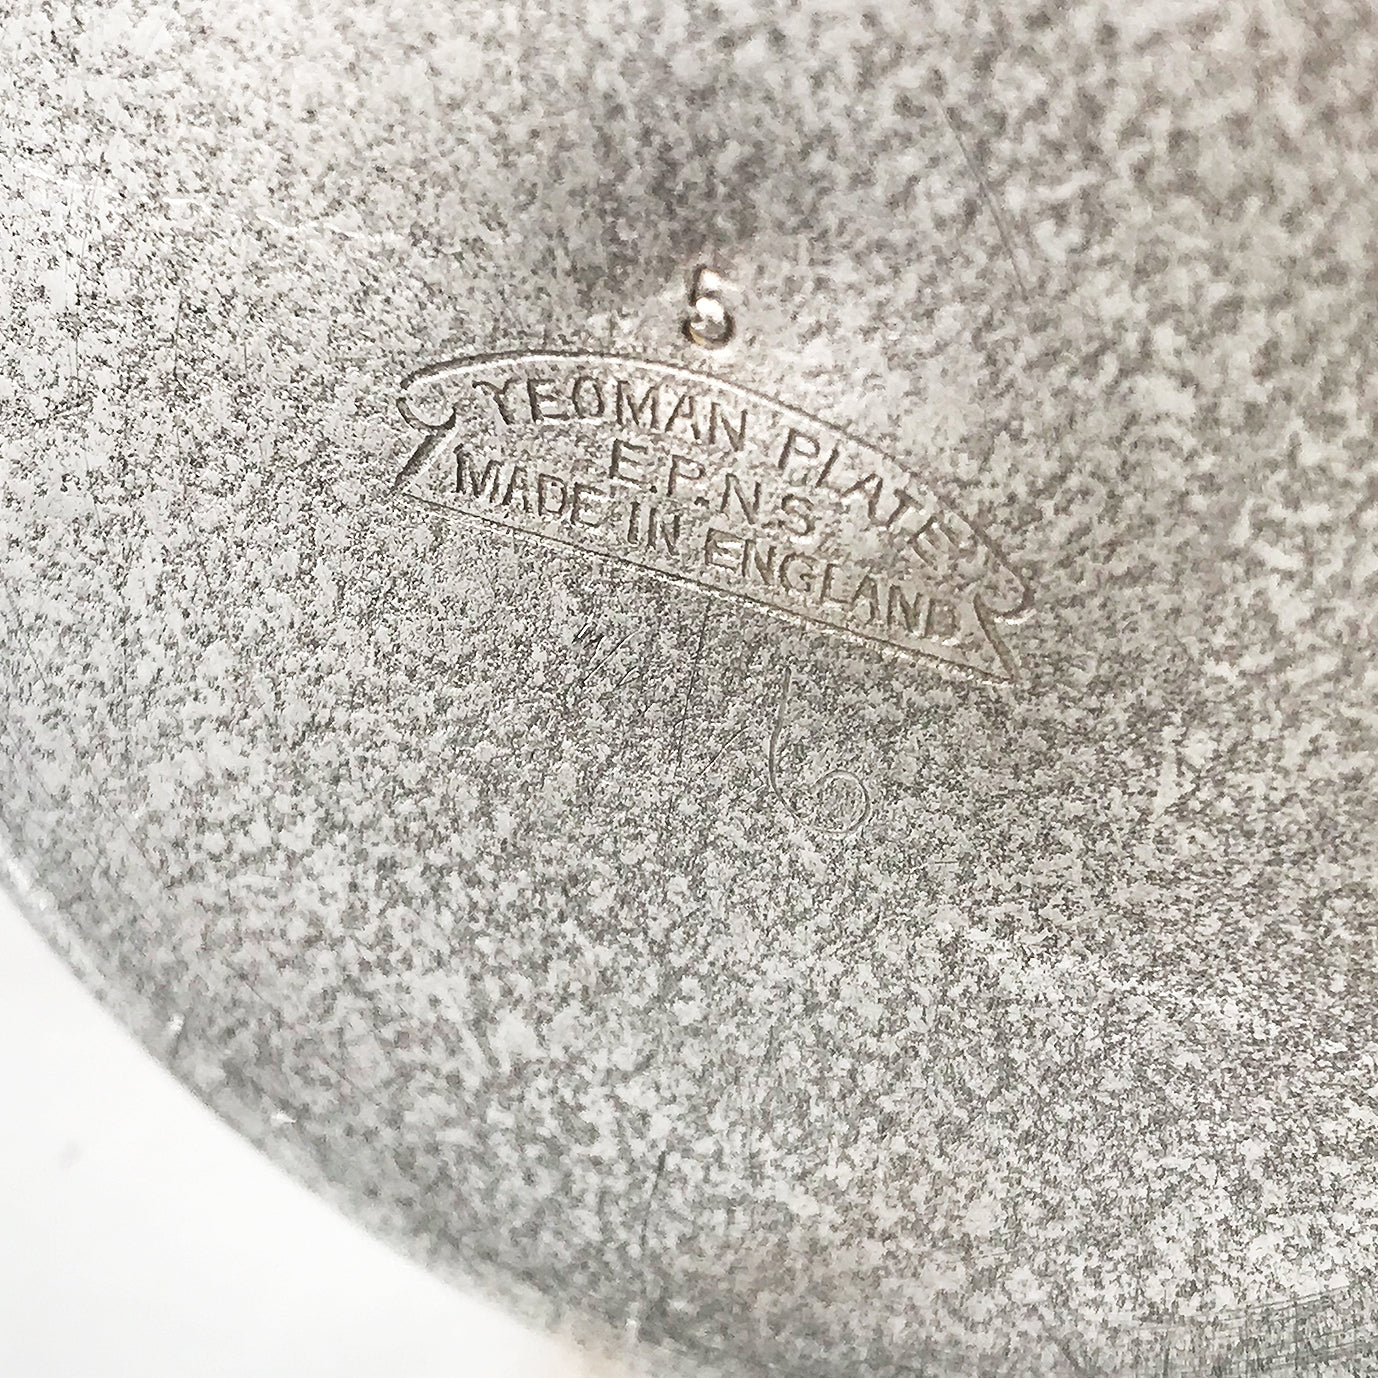 5
YEOMAN PLATE
E.P.N.S
MADE IN ENGLAND